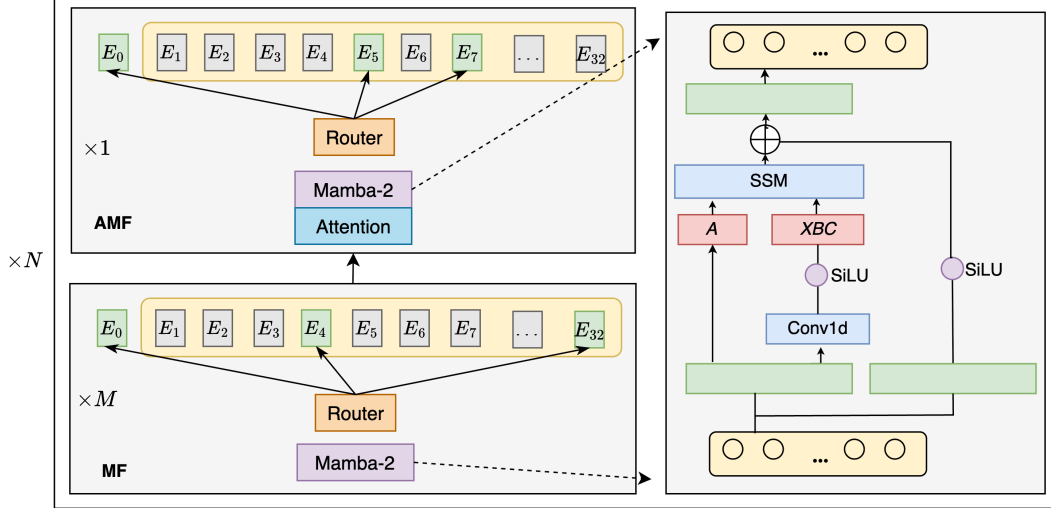 E0 E1 E2 E3 E4 E5 E6 E7 ... E32
Router
×1
Mamba-2
Attention
AMF
×N
E0 E1 E2 E3 E4 E5 E6 E7 ... E32
×M
Router
Mamba-2
MF
...
SSM
A XBC
SiLU SiLU
Conv1d
...